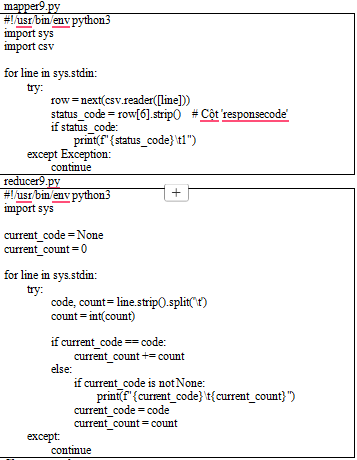 mapper9.py
#!/usr/bin/env python3
import sys
import csv

for line in sys.stdin:
    try:
        row = next(csv.reader([line]))
        status_code = row[6].strip()   # Cột 'responsecode'
        if status_code:
            print(f"{status_code}\t1")
    except Exception:
        continue
reducer9.py
#!/usr/bin/env python3
import sys

current_code = None
current_count = 0

for line in sys.stdin:
    try:
        code, count = line.strip().split('\t')
        count = int(count)

        if current_code == code:
            current_count += count
        else:
            if current_code is not None:
                print(f"{current_code}\t{current_count}")
            current_code = code
            current_count = count
    except:
        continue